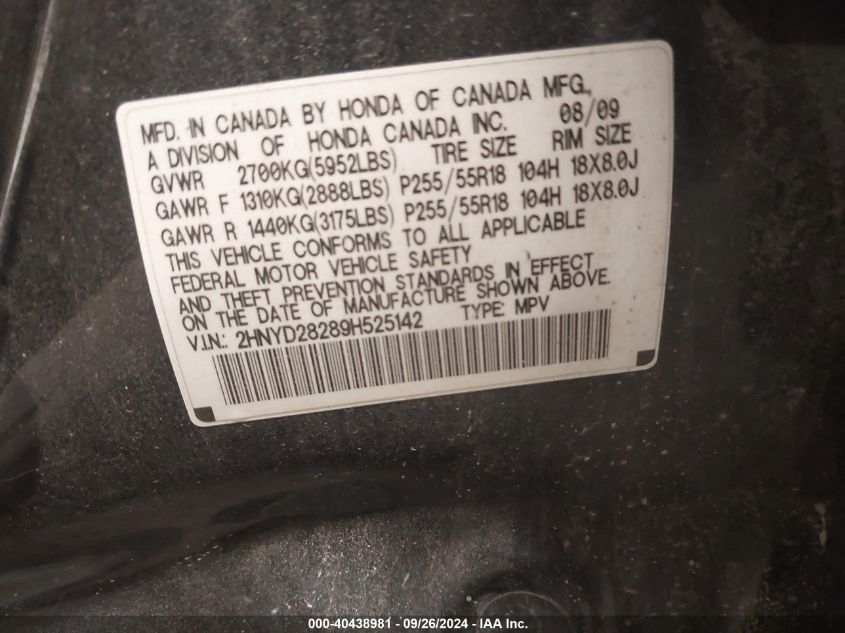 MFD. IN CANADA BY HONDA OF CANADA MFG.,
A DIVISION OF HONDA CANADA INC. 08/09
GVWR 2700KG(5952LBS) TIRE SIZE RIM SIZE
GAWR F 1310KG(2888LBS) P255/55R18 104H 18X8.0J
GAWR R 1440KG(3175LBS) P255/55R18 104H 18X8.0J
THIS VEHICLE CONFORMS TO ALL APPLICABLE
FEDERAL MOTOR VEHICLE SAFETY
AND THEFT PREVENTION STANDARDS IN EFFECT
ON THE DATE OF MANUFACTURE SHOWN ABOVE.
V.I.N.: 2HNYD28289H525142 TYPE: MPV
000-40438981 - 09/26/2024 - IAA Inc.